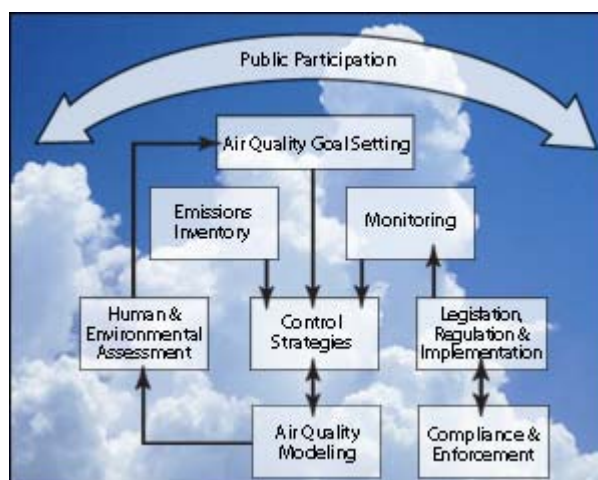 Public Participation
Air Quality Goal Setting
Emissions
Inventory
Monitoring
Human &
Environmental
Assessment
Control
Strategies
Legislation,
Regulation &
Implementation
Air Quality
Modeling
Compliance &
Enforcement